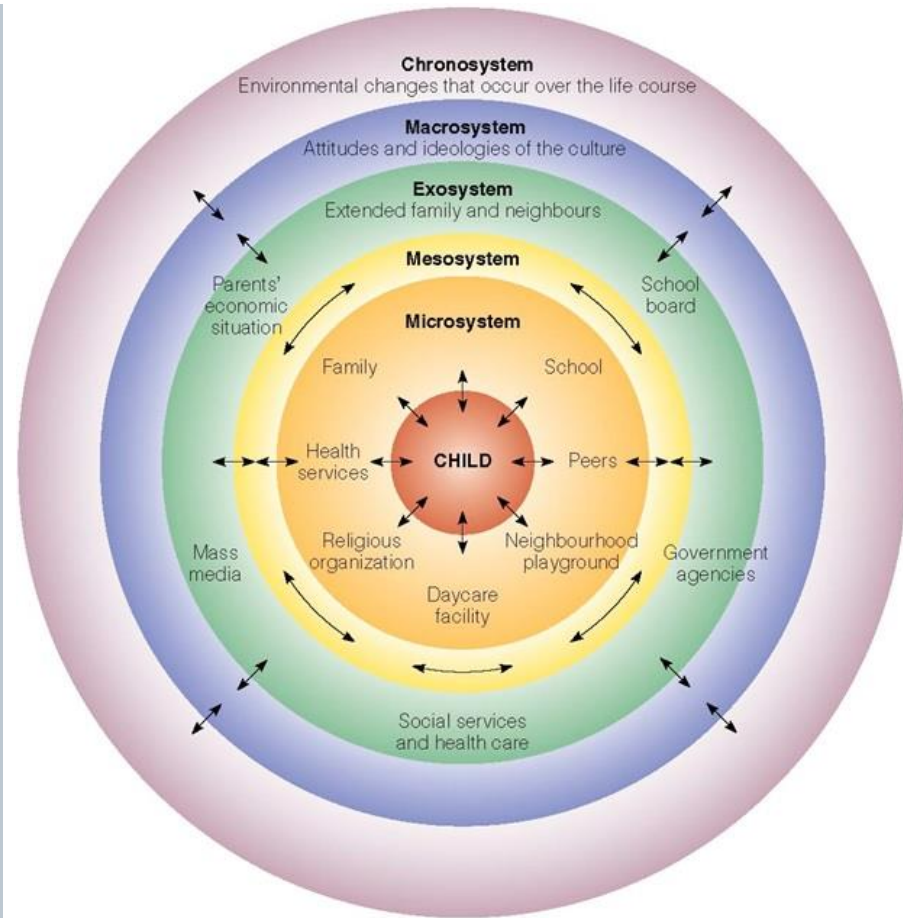 Chronosystem
Environmental changes that occur over the life course
Macrosystem
Attitudes and ideologies of the culture
Exosystem
Extended family and neighbours
Mesosystem
Parents'
economic
situation
School
board
Microsystem
Family
School
Health
services
CHILD
Peers
Religious
organization
Neighbourhood
playground
Mass
media
Government
agencies
Daycare
facility
Social services
and health care